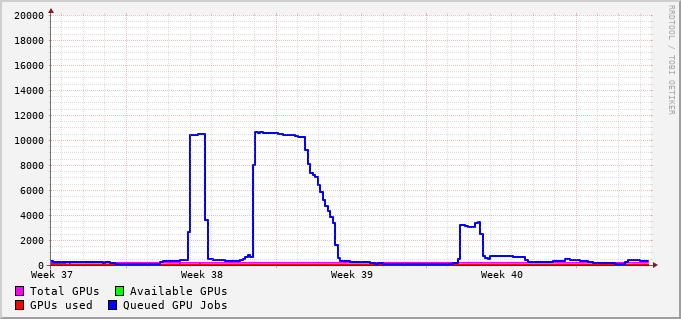 20000
18000
16000
14000
12000
10000
8000
6000
4000
2000
0
Week 37 Week 38 Week 39 Week 40
Total GPUs Available GPUs
GPUs used Queued GPU Jobs
RRDTOOL / TOBI OETIKER